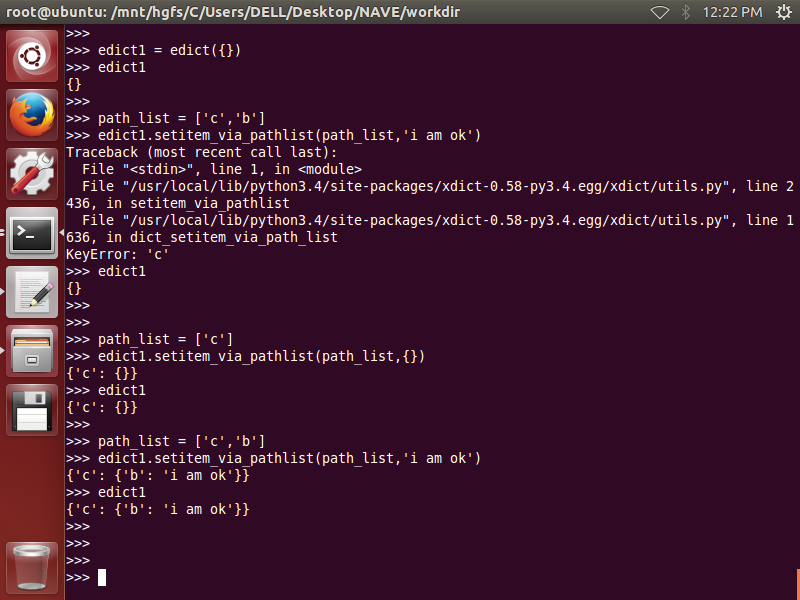 root@ubuntu: /mnt/hgfs/C/Users/DELL/Desktop/NAVE/workdir
12:22 PM
>>>
>>> edict1 = edict({})
>>> edict1
{}
>>>
>>> path_list = ['c','b']
>>> edict1.setitem_via_pathlist(path_list,'i am ok')
Traceback (most recent call last):
  File "<stdin>", line 1, in <module>
  File "/usr/local/lib/python3.4/site-packages/xdict-0.58-py3.4.egg/xdict/utils.py", line 2
436, in setitem_via_pathlist
  File "/usr/local/lib/python3.4/site-packages/xdict-0.58-py3.4.egg/xdict/utils.py", line 1
636, in dict_setitem_via_path_list
KeyError: 'c'
>>> edict1
{}
>>>
>>>
>>> path_list = ['c']
>>> edict1.setitem_via_pathlist(path_list,{})
{'c': {}}
>>> edict1
{'c': {}}
>>>
>>> path_list = ['c','b']
>>> edict1.setitem_via_pathlist(path_list,'i am ok')
{'c': {'b': 'i am ok'}}
>>> edict1
{'c': {'b': 'i am ok'}}
>>>
>>>
>>>
>>>